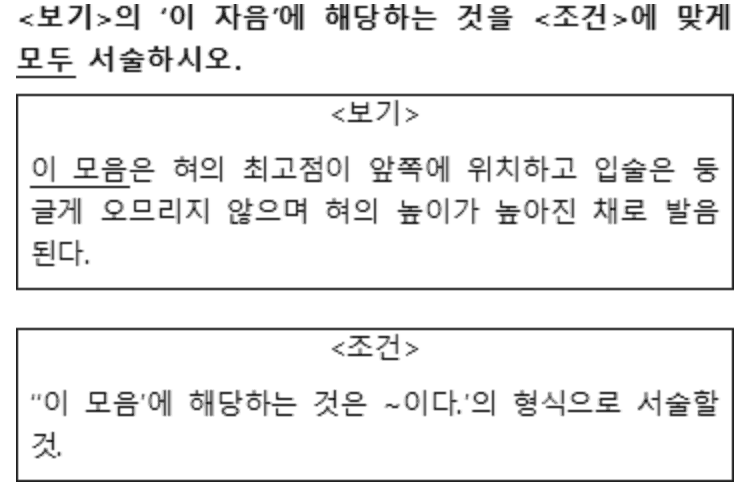 <보기>의 ‘이 자음’에 해당하는 것을 <조건>에 맞게
모두 서술하시오.
<보기>
이 모음은 혀의 최고점이 앞쪽에 위치하고 입술은 둥
글게 오므리지 않으며 혀의 높이가 높아진 채로 발음
된다.
<조건>
“이 모음’에 해당하는 것은 ~이다.’의 형식으로 서술할
것.